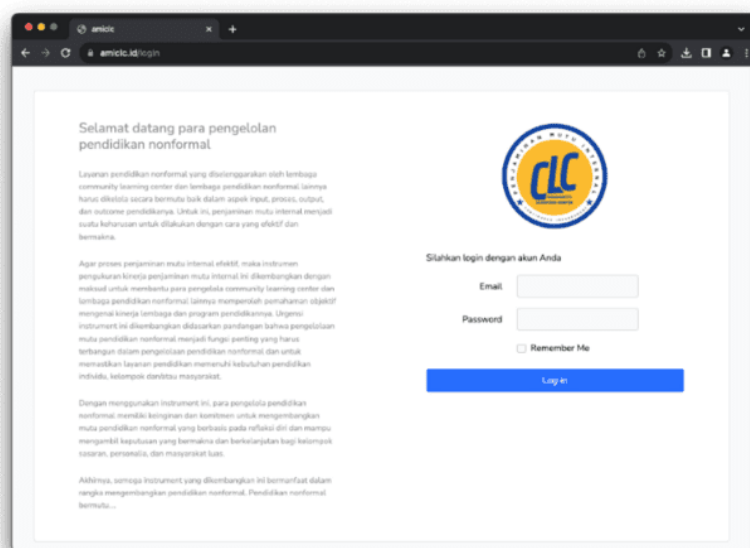 amiclc
amiclc.id/login
Selamat datang para pengelolan
pendidikan nonformal
Layanan pendidikan nonformal yang diselenggarakan oleh lembaga
community learning center dan lembaga pendidikan nonformal lainnya
harus dikelola secara bermutu baik dalam aspek input, proses, output,
dan outcome pendidikanya. Untuk ini, penjaminan mutu internal menjadi
suatu keharusan untuk dilakukan dengan cara yang efektif dan
bermakna.
Agar proses penjaminan mutu internal efektif, maka instrumen
pengukuran kinerja penjaminan mutu internal ini dikembangkan dengan
maksud untuk membantu para pengelola community learning center dan
lembaga pendidikan nonformal lainnya memperoleh pemahaman objektif
mengenai kinerja lembaga dan program pendidikannya. Urgensi
instrument ini dikembangkan didasarkan pandangan bahwa pengelolaan
mutu pendidikan nonformal menjadi fungsi penting yang harus
terbangun dalam pengelolaan pendidikan nonformal dan untuk
memastikan layanan pendidikan memenuhi kebutuhan pendidikan
individu, kelompok dan/atau masyarakat.
Dengan menggunakan instrument ini, para pengelola pendidikan
nonformal memiliki keinginan dan komitmen untuk mengembangkan
mutu pendidikan nonformal yang berbasis pada refleksi diri dan mampu
mengambil keputusan yang bermakna dan berkelanjutan bagi kelompok
sasaran, personalia, dan masyarakat luas.
Akhirnya, semoga instrument yang dikembangkan ini bermanfaat dalam
rangka mengembangkan pendidikan nonformal. Pendidikan nonformal
bermutu...
PENJAMINAN MUTU INTERNAL
CLC
Silahkan login dengan akun Anda
Email
Password
Remember Me
Log in